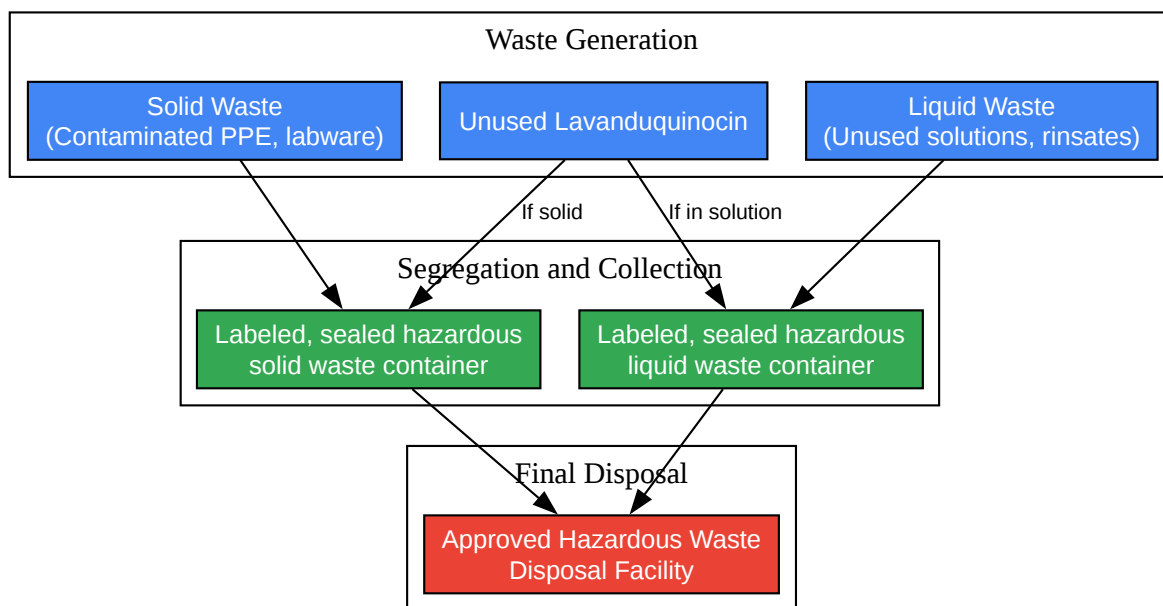 Waste Generation
Solid Waste
(Contaminated PPE, labware)
Unused Lavanduquinocin
Liquid Waste
(Unused solutions, rinsates)
If solid
If in solution
Segregation and Collection
Labeled, sealed hazardous
solid waste container
Labeled, sealed hazardous
liquid waste container
Final Disposal
Approved Hazardous Waste
Disposal Facility